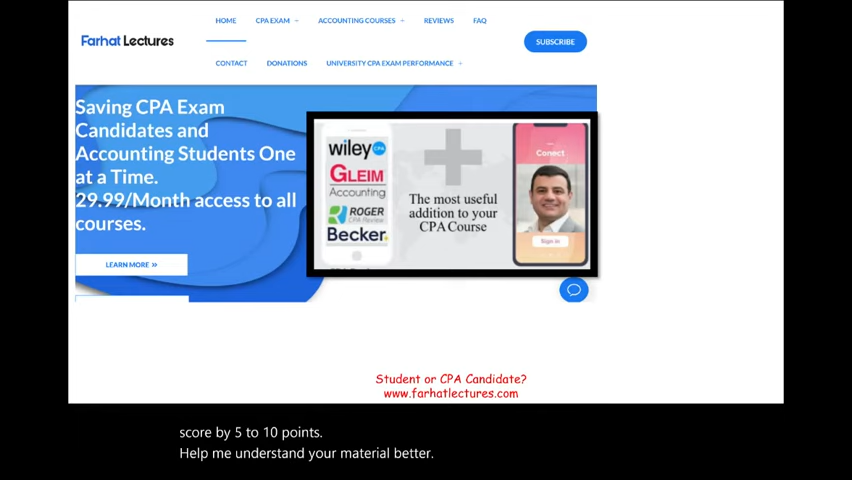 HOME
CPA EXAM
ACCOUNTING COURSES
REVIEWS
FAQ
Farhat Lectures
SUBSCRIBE
CONTACT
DONATIONS
UNIVERSITY CPA EXAM PERFORMANCE
Saving CPA Exam
Candidates and
Accounting Students One
at a Time.
29.99/Month access to all
courses.
LEARN MORE »
wiley CPA
GLEIM
Accounting
ROGER
CPA Review
Becker.
The most useful
addition to your
CPA Course
Conect
Sign in
Student or CPA Candidate?
www.farhatlectures.com
score by 5 to 10 points.
Help me understand your material better.